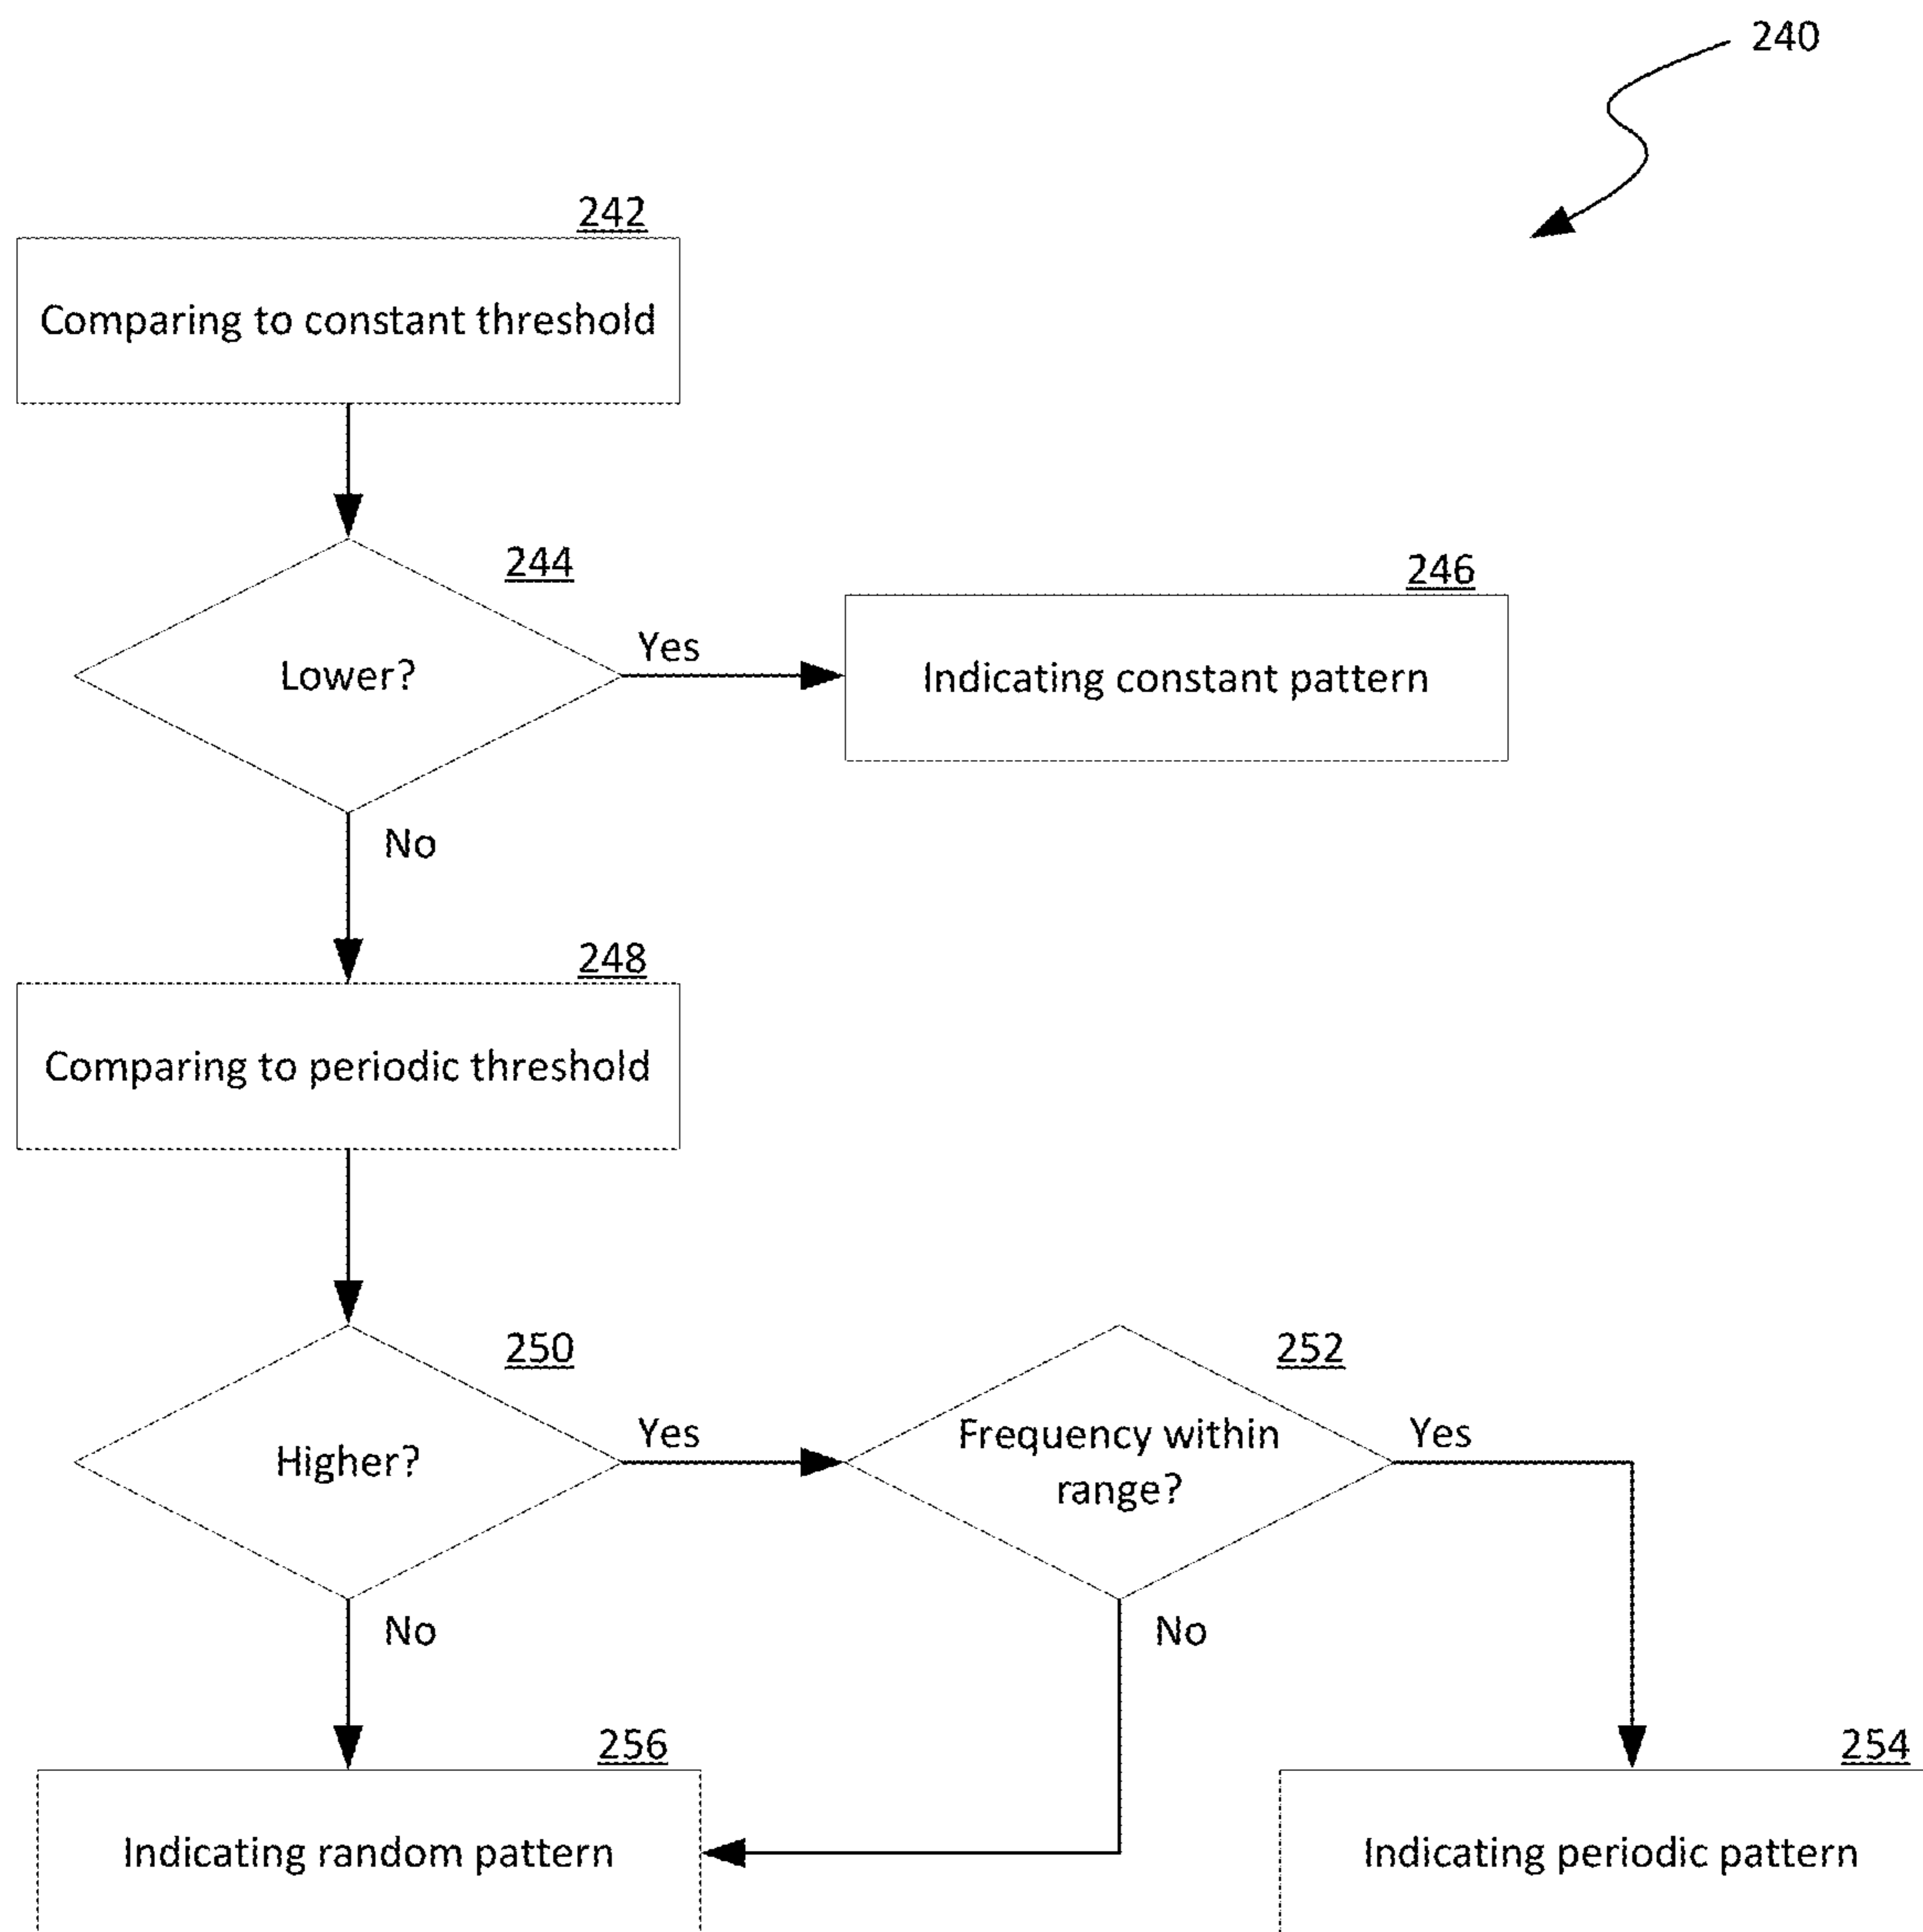 240
242
Comparing to constant threshold
244
Lower?
Yes
246
Indicating constant pattern
No
248
Comparing to periodic threshold
250
Higher?
Yes
252
Frequency within
range?
Yes
No
No
256
Indicating random pattern
254
Indicating periodic pattern